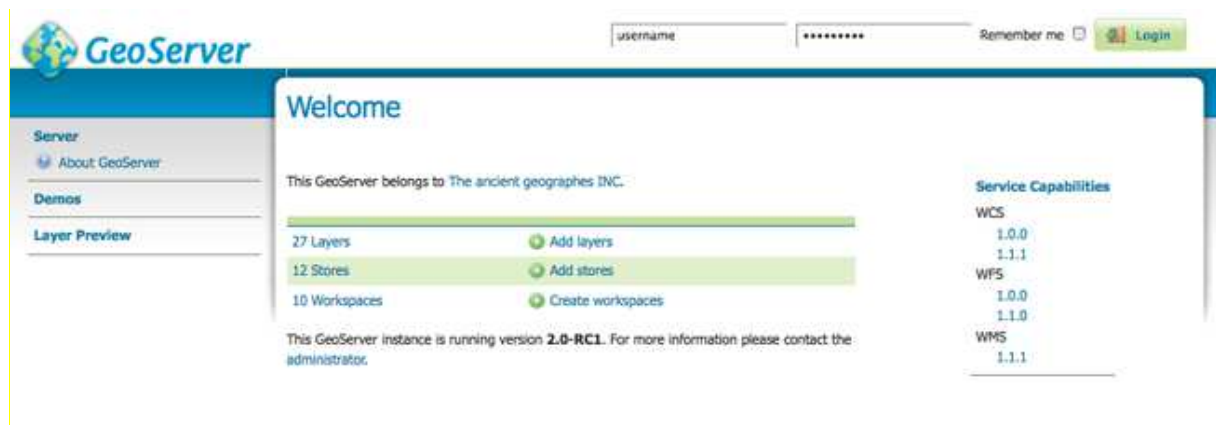 GeoServer
username
•••••••••
Remember me
Login
Welcome
Server
About GeoServer
Demos
Layer Preview
This GeoServer belongs to The ancient geographes INC.
27 Layers Add layers
12 Stores Add stores
10 Workspaces Create workspaces
This GeoServer instance is running version 2.0-RC1. For more information please contact the
administrator.
Service Capabilities
WCS
1.0.0
1.1.1
WFS
1.0.0
1.1.0
WMS
1.1.1